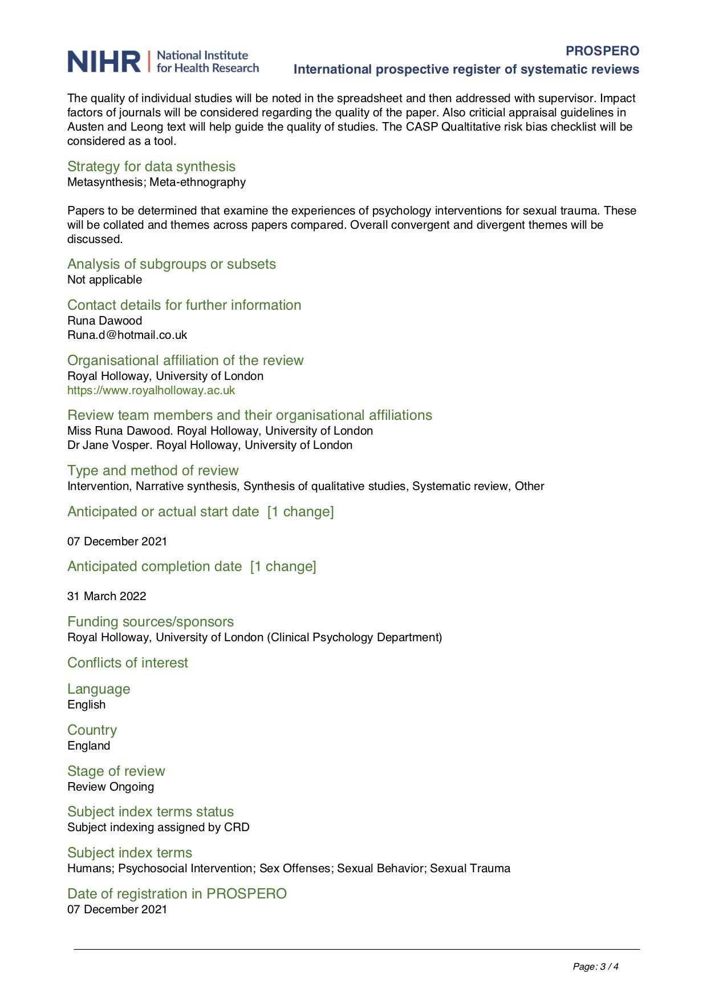 NIHR | National Institute
for Health Research
PROSPERO
International prospective register of systematic reviews
The quality of individual studies will be noted in the spreadsheet and then addressed with supervisor. Impact
factors of journals will be considered regarding the quality of the paper. Also criticial appraisal guidelines in
Austen and Leong text will help guide the quality of studies. The CASP Qualtitative risk bias checklist will be
considered as a tool.
Strategy for data synthesis
Metasynthesis; Meta-ethnography
Papers to be determined that examine the experiences of psychology interventions for sexual trauma. These
will be collated and themes across papers compared. Overall convergent and divergent themes will be
discussed.
Analysis of subgroups or subsets
Not applicable
Contact details for further information
Runa Dawood
Runa.d@hotmail.co.uk
Organisational affiliation of the review
Royal Holloway, University of London
https://www.royalholloway.ac.uk
Review team members and their organisational affiliations
Miss Runa Dawood. Royal Holloway, University of London
Dr Jane Vosper. Royal Holloway, University of London
Type and method of review
Intervention, Narrative synthesis, Synthesis of qualitative studies, Systematic review, Other
Anticipated or actual start date [1 change]
07 December 2021
Anticipated completion date [1 change]
31 March 2022
Funding sources/sponsors
Royal Holloway, University of London (Clinical Psychology Department)
Conflicts of interest
Language
English
Country
England
Stage of review
Review Ongoing
Subject index terms status
Subject indexing assigned by CRD
Subject index terms
Humans; Psychosocial Intervention; Sex Offenses; Sexual Behavior; Sexual Trauma
Date of registration in PROSPERO
07 December 2021
Page: 3 / 4